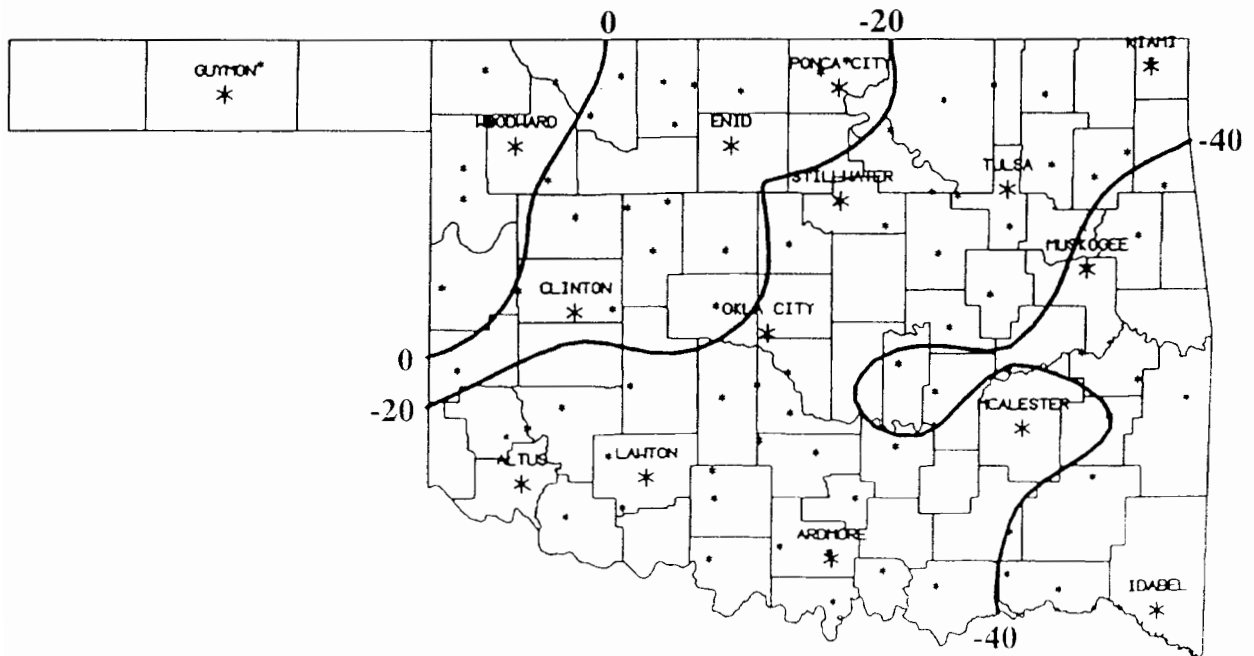 0
-20
MIAMI
GUYMON
PONCA CITY
WOODWARD
ENID
-40
TULSA
STILLWATER
MUSKOGEE
CLINTON
OKLA CITY
0
-20
MCALESTER
ALTUS
LAWTON
ARDMORE
IDABEL
-40